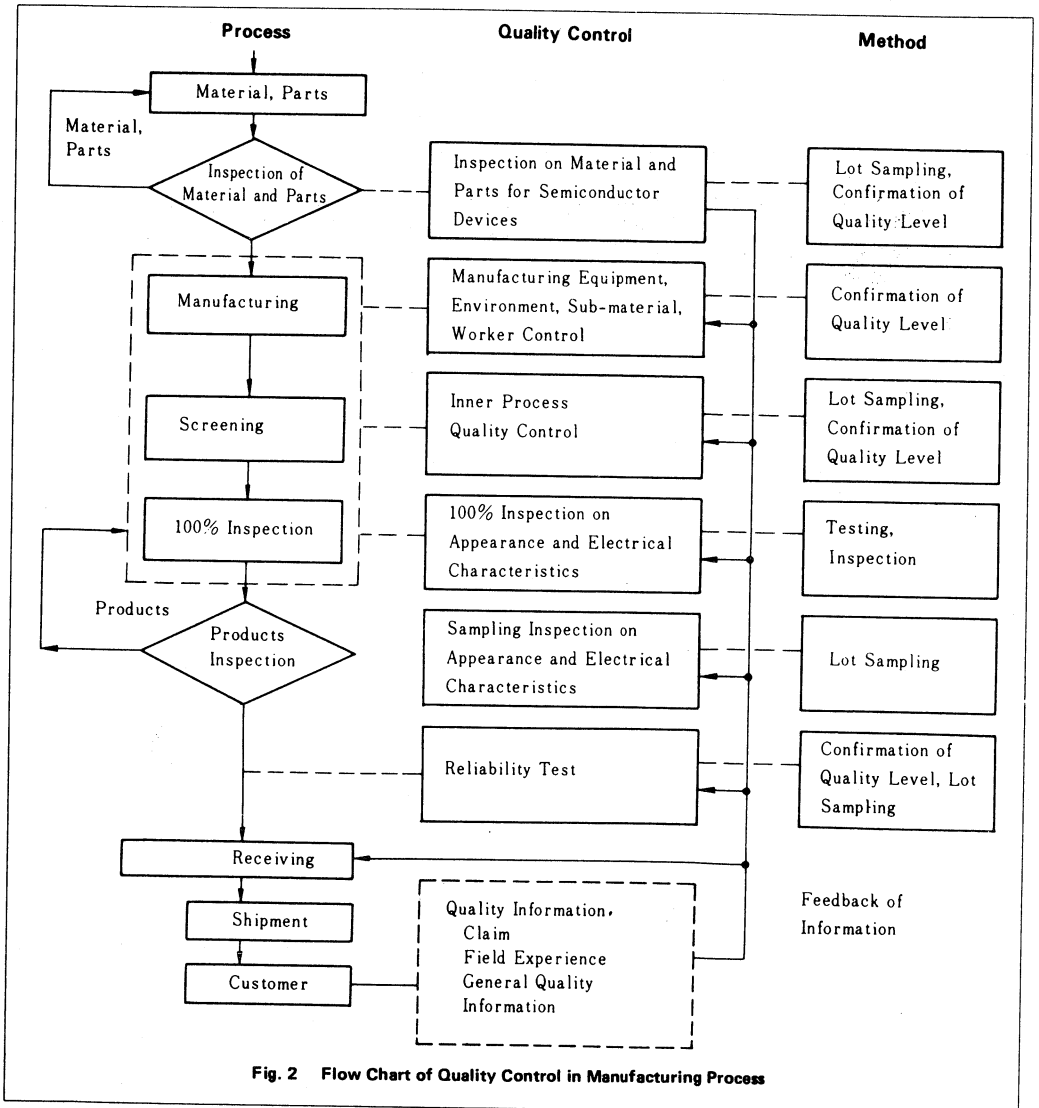 Process
Quality Control
Method
Material, Parts
Material,
Parts
Inspection of
Material and Parts
Inspection on Material and
Parts for Semiconductor
Devices
Lot Sampling,
Confirmation of
Quality Level
Manufacturing
Manufacturing Equipment,
Environment, Sub-material,
Worker Control
Confirmation of
Quality Level
Screening
Inner Process
Quality Control
Lot Sampling,
Confirmation of
Quality Level
100% Inspection
100% Inspection on
Appearance and Electrical
Characteristics
Testing,
Inspection
Products
Products
Inspection
Sampling Inspection on
Appearance and Electrical
Characteristics
Lot Sampling
Reliability Test
Confirmation of
Quality Level, Lot
Sampling
Receiving
Shipment
Customer
Quality Information,
Claim
Field Experience
General Quality
Information
Feedback of
Information
Fig. 2 Flow Chart of Quality Control in Manufacturing Process